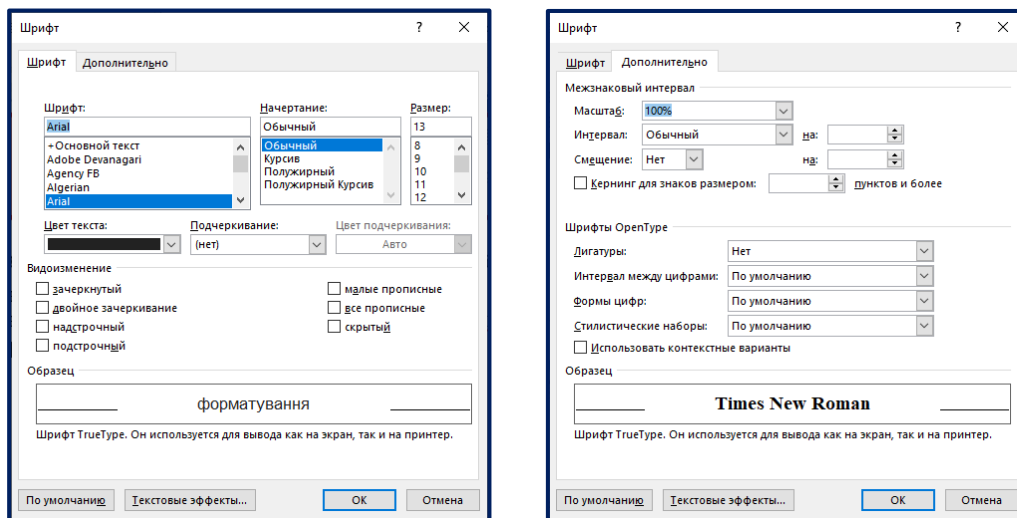 Шрифт ? ×
Шрифт Дополнительно
Шрифт: Начертание: Размер:
Arial Обычный 13
+Основной текст Обычный 8
Adobe Devanagari Курсив 9
Agency FB Полужирный 10
Algerian Полужирный Курсив 11
Arial 12
Цвет текста: Подчеркивание: Цвет подчеркивания:
(нет) Авто
Видоизменение
зачеркнутый малые прописные
двойное зачеркивание все прописные
надстрочный скрытый
подстрочный
Образец
форматування
Шрифт TrueType. Он используется для вывода как на экран, так и на принтер.
По умолчанию Текстовые эффекты... ОК Отмена
Шрифт ? ×
Шрифт Дополнительно
Межзнаковый интервал
Масштаб: 100%
Интервал: Обычный на:
Смещение: Нет на:
Кернинг для знаков размером: пунктов и более
Шрифты OpenType
Лигатуры: Нет
Интервал между цифрами: По умолчанию
Формы цифр: По умолчанию
Стилистические наборы: По умолчанию
Использовать контекстные варианты
Образец
Times New Roman
Шрифт TrueType. Он используется для вывода как на экран, так и на принтер.
По умолчанию Текстовые эффекты... ОК Отмена